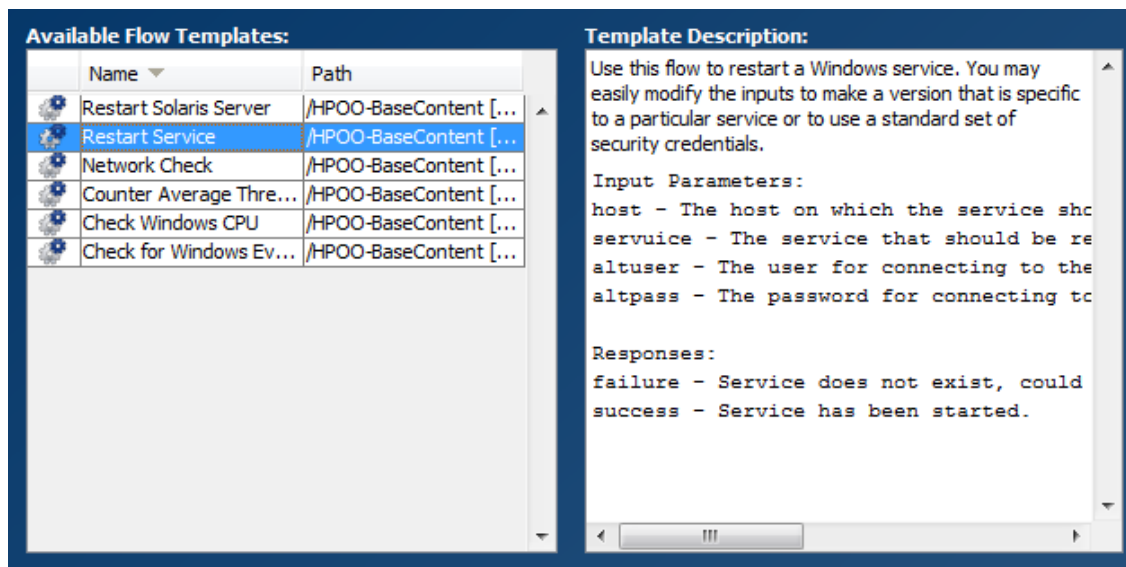 Available Flow Templates:
Name Path
Restart Solaris Server /HPOO-BaseContent [...
Restart Service /HPOO-BaseContent [...
Network Check /HPOO-BaseContent [...
Counter Average Thre... /HPOO-BaseContent [...
Check Windows CPU /HPOO-BaseContent [...
Check for Windows Ev... /HPOO-BaseContent [...
Template Description:
Use this flow to restart a Windows service. You may
easily modify the inputs to make a version that is specific
to a particular service or to use a standard set of
security credentials.
Input Parameters:
host - The host on which the service sho
servuice - The service that should be re
altuser - The user for connecting to the
altpass - The password for connecting to
Responses:
failure - Service does not exist, could
success - Service has been started.